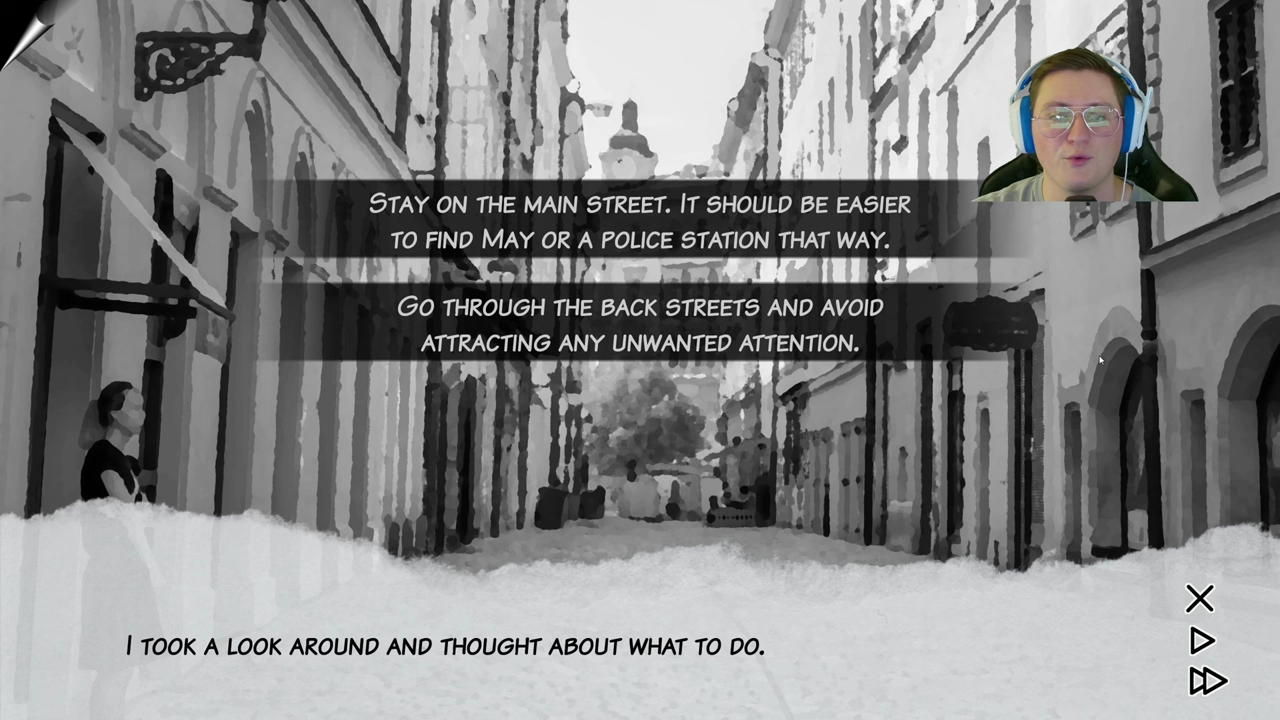 Stay on the main street. It should be easier
to find May or a police station that way.
Go through the back streets and avoid
attracting any unwanted attention.
I took a look around and thought about what to do.